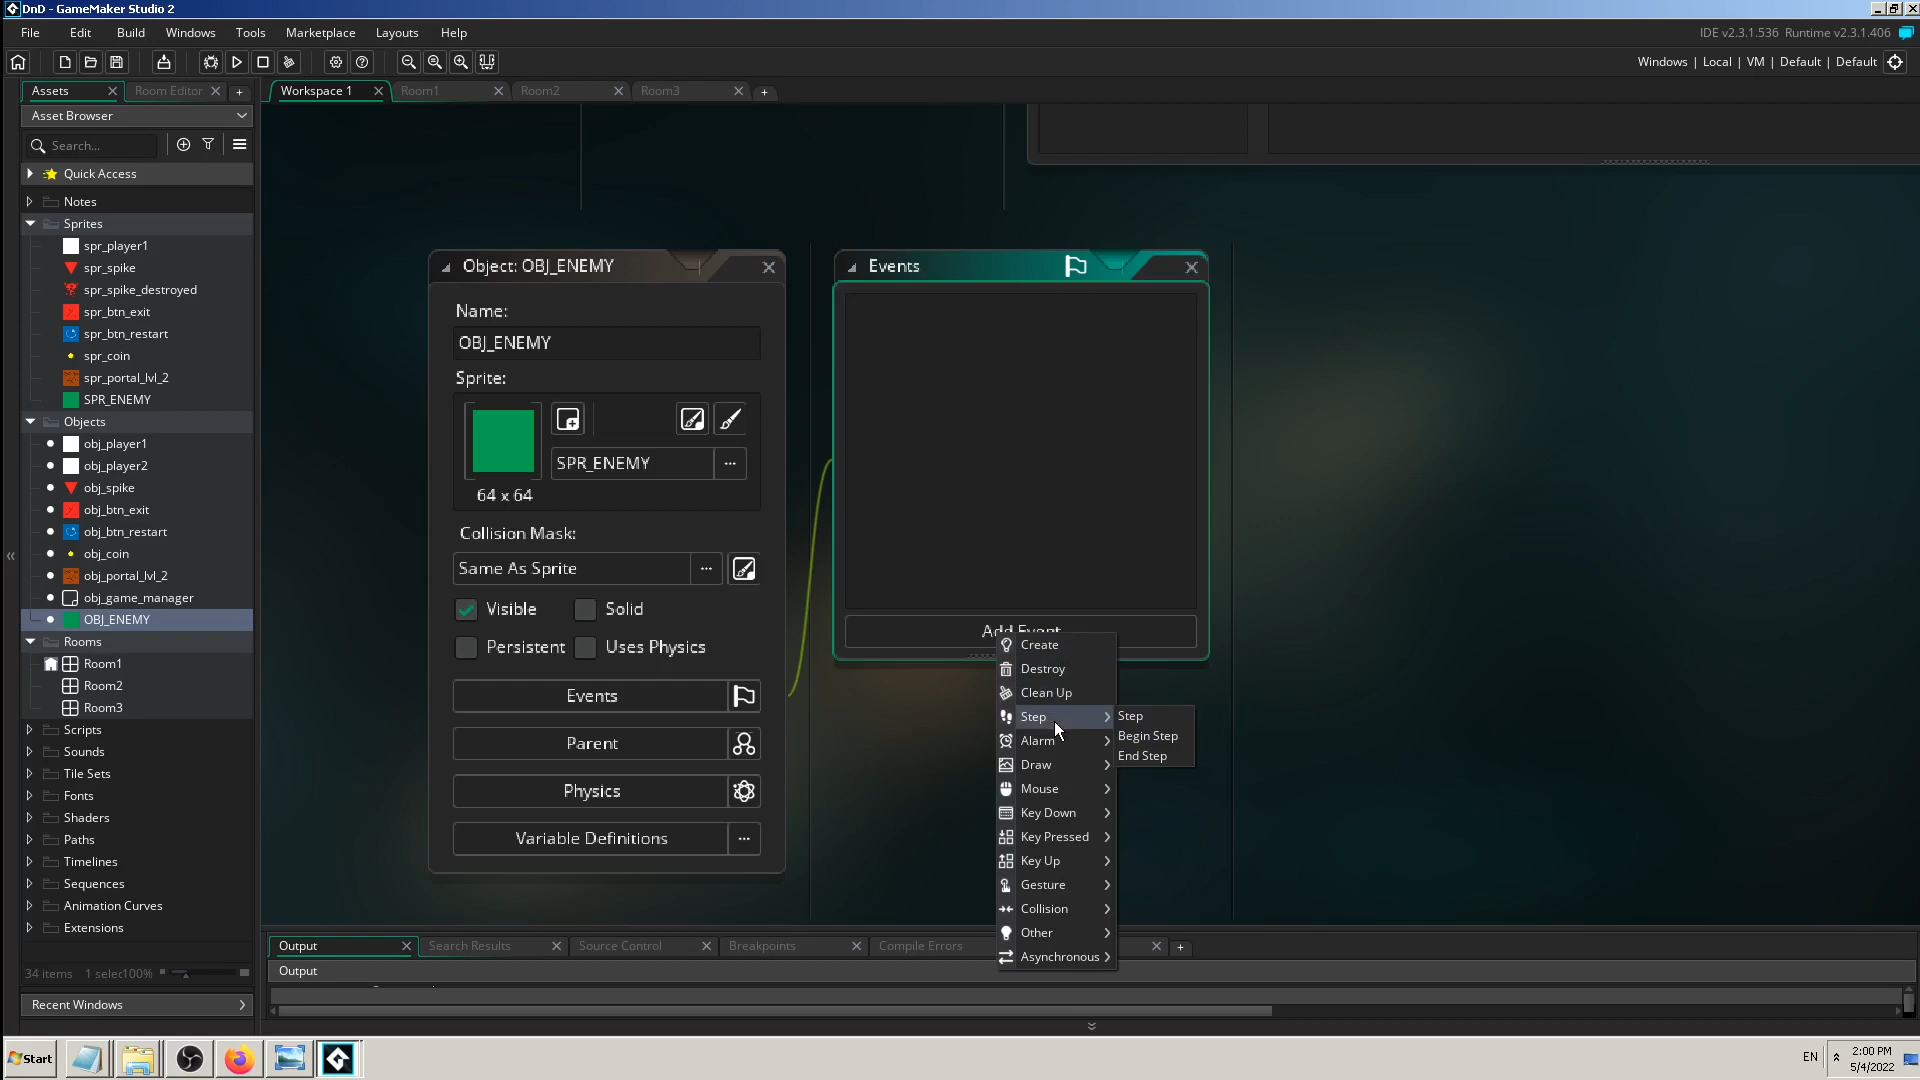 DnD - GameMaker Studio 2
File Edit Build Windows Tools Marketplace Layouts Help
IDE v2.3.1.536 Runtime v2.3.1.406
Windows | Local | VM | Default | Default
Assets Room Editor
Workspace 1 Room1 Room2 Room3
Asset Browser
Search...
Quick Access
Notes
Sprites
spr_player1
spr_spike
spr_spike_destroyed
spr_btn_exit
spr_btn_restart
spr_coin
spr_portal_lvl_2
SPR_ENEMY
Objects
obj_player1
obj_player2
obj_spike
obj_btn_exit
obj_btn_restart
obj_coin
obj_portal_lvl_2
obj_game_manager
OBJ_ENEMY
Rooms
Room1
Room2
Room3
Scripts
Sounds
Tile Sets
Fonts
Shaders
Paths
Timelines
Sequences
Animation Curves
Extensions
34 items 1 selec100%
Recent Windows
Object: OBJ_ENEMY
Name:
OBJ_ENEMY
Sprite:
SPR_ENEMY
64 x 64
Collision Mask:
Same As Sprite
Visible Solid
Persistent Uses Physics
Events
Parent
Physics
Variable Definitions
Events
Add Event
Create
Destroy
Clean Up
Step
Alarm
Draw
Mouse
Key Down
Key Pressed
Key Up
Gesture
Collision
Other
Asynchronous
Step
Begin Step
End Step
Output Search Results Source Control Breakpoints Compile Errors
Output
Start
EN
2:00 PM
5/4/2022